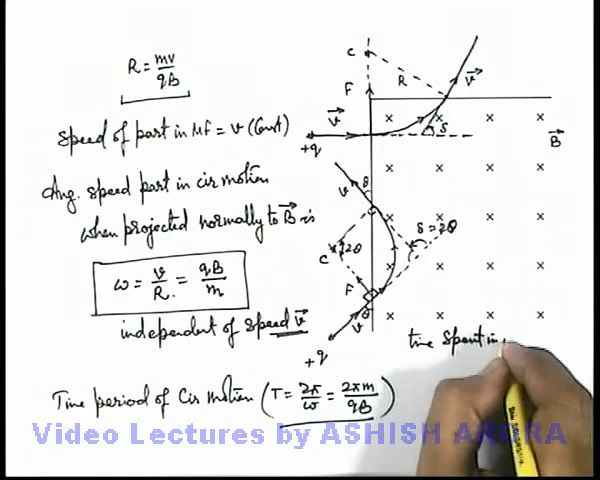 R = mv/qB
Speed of part in MF = v (Const)
Ang. speed part in cir motion
when projected normally to B⃗ is
ω = v/R = qB/m
independent of speed v⃗
Time period of Cir motion (T = 2π/ω = 2πm/qB)
C
R
v⃗
F
v⃗
δ
+q
B⃗
× × × ×
× × ×
× × ×
× × ×
× × ×
v
θ
δ = 2θ
C
2θ
F
θ
v
+q
time spent in
Video Lectures by ASHISH ARORA